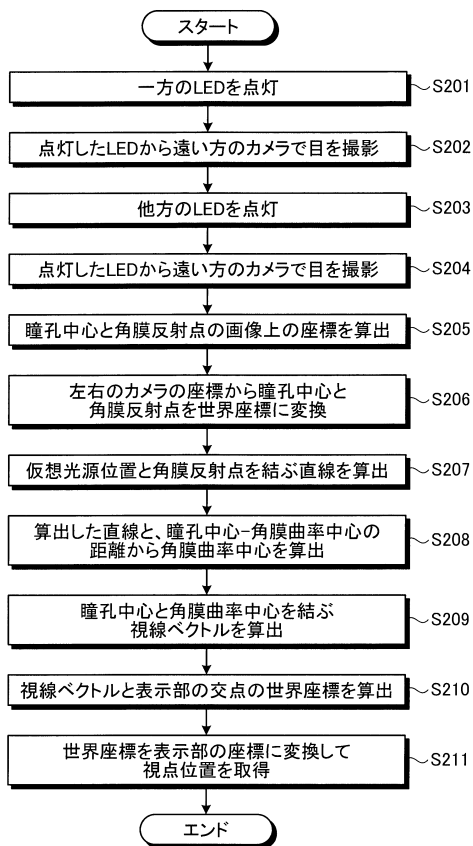 スタート
一方のLEDを点灯 S201
点灯したLEDから遠い方のカメラで目を撮影 S202
他方のLEDを点灯 S203
点灯したLEDから遠い方のカメラで目を撮影 S204
瞳孔中心と角膜反射点の画像上の座標を算出 S205
左右のカメラの座標から瞳孔中心と
角膜反射点を世界座標に変換 S206
仮想光源位置と角膜反射点を結ぶ直線を算出 S207
算出した直線と、瞳孔中心-角膜曲率中心の
距離から角膜曲率中心を算出 S208
瞳孔中心と角膜曲率中心を結ぶ
視線ベクトルを算出 S209
視線ベクトルと表示部の交点の世界座標を算出 S210
世界座標を表示部の座標に変換して
視点位置を取得 S211
エンド